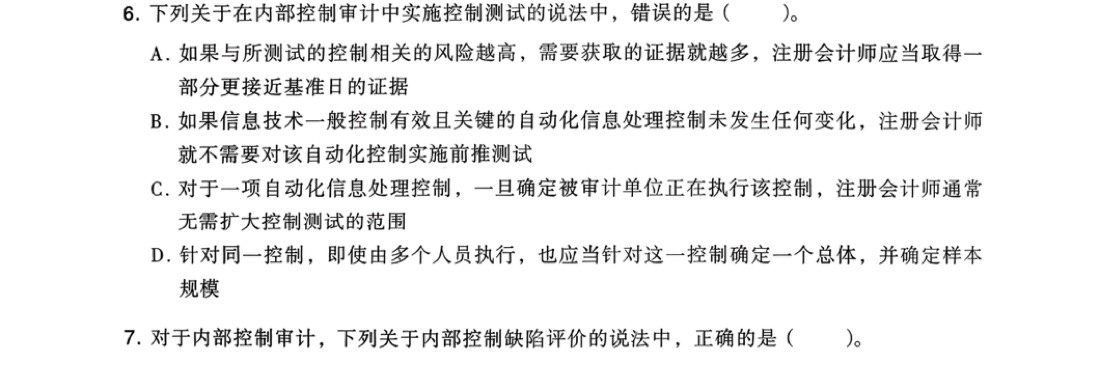 6. 下列关于在内部控制审计中实施控制测试的说法中，错误的是（　　）。
A. 如果与所测试的控制相关的风险越高，需要获取的证据就越多，注册会计师应当取得一
部分更接近基准日的证据
B. 如果信息技术一般控制有效且关键的自动化信息处理控制未发生任何变化，注册会计师
就不需要对该自动化控制实施前推测试
C. 对于一项自动化信息处理控制，一旦确定被审计单位正在执行该控制，注册会计师通常
无需扩大控制测试的范围
D. 针对同一控制，即使由多个人员执行，也应当针对这一控制确定一个总体，并确定样本
规模
7. 对于内部控制审计，下列关于内部控制缺陷评价的说法中，正确的是（　　）。